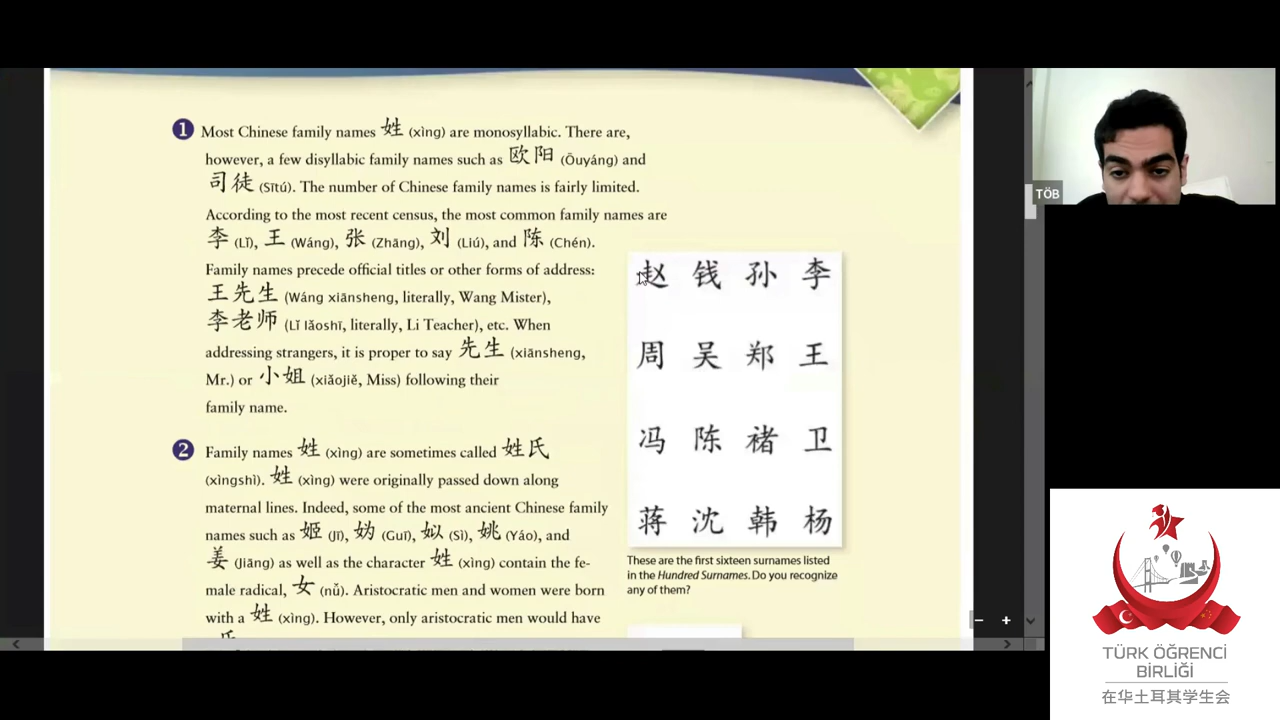 1 Most Chinese family names 姓 (xìng) are monosyllabic. There are,
however, a few disyllabic family names such as 欧阳 (Ōuyáng) and
司徒 (Sītú). The number of Chinese family names is fairly limited.
According to the most recent census, the most common family names are
李 (Lǐ), 王 (Wáng), 张 (Zhāng), 刘 (Liú), and 陈 (Chén).
Family names precede official titles or other forms of address:
王先生 (Wáng xiānsheng, literally, Wang Mister),
李老师 (Lǐ lǎoshī, literally, Li Teacher), etc. When
addressing strangers, it is proper to say 先生 (xiānsheng,
Mr.) or 小姐 (xiǎojiě, Miss) following their
family name.
2 Family names 姓 (xìng) are sometimes called 姓氏
(xìngshì). 姓 (xìng) were originally passed down along
maternal lines. Indeed, some of the most ancient Chinese family
names such as 姬 (Jī), 妫 (Guī), 姒 (Sì), 姚 (Yáo), and
姜 (Jiāng) as well as the character 姓 (xìng) contain the fe-
male radical, 女 (nǚ). Aristocratic men and women were born
with a 姓 (xìng). However, only aristocratic men would have
赵 钱 孙 李
周 吴 郑 王
冯 陈 褚 卫
蒋 沈 韩 杨
These are the first sixteen surnames listed
in the Hundred Surnames. Do you recognize
any of them?
TÖB
TÜRK ÖĞRENCİ
BİRLİĞİ
在华土耳其学生会